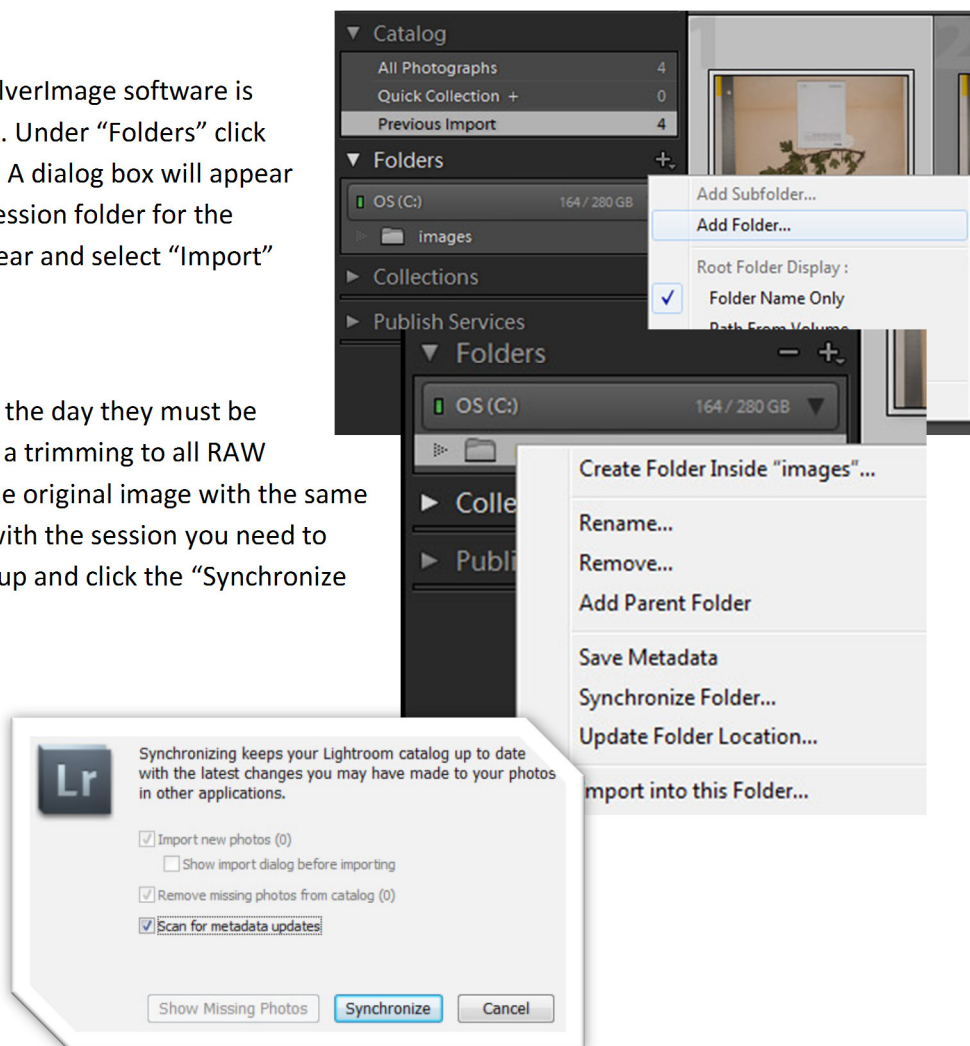 lverImage software is
. Under “Folders” click
A dialog box will appear
ession folder for the
ear and select “Import”
the day they must be
a trimming to all RAW
e original image with the same
with the session you need to
up and click the “Synchronize
Catalog
All Photographs 4
Quick Collection + 0
Previous Import 4
Folders
OS (C:) 164 / 280 GB
images
Collections
Publish Services
1
2
Add Subfolder...
Add Folder...
Root Folder Display :
Folder Name Only
Path From Volume
Folders
OS (C:) 164 / 280 GB
Colle
Publi
Create Folder Inside "images"...
Rename...
Remove...
Add Parent Folder
Save Metadata
Synchronize Folder...
Update Folder Location...
mport into this Folder...
Lr
Synchronizing keeps your Lightroom catalog up to date
with the latest changes you may have made to your photos
in other applications.
Import new photos (0)
Show import dialog before importing
Remove missing photos from catalog (0)
Scan for metadata updates
Show Missing Photos Synchronize Cancel